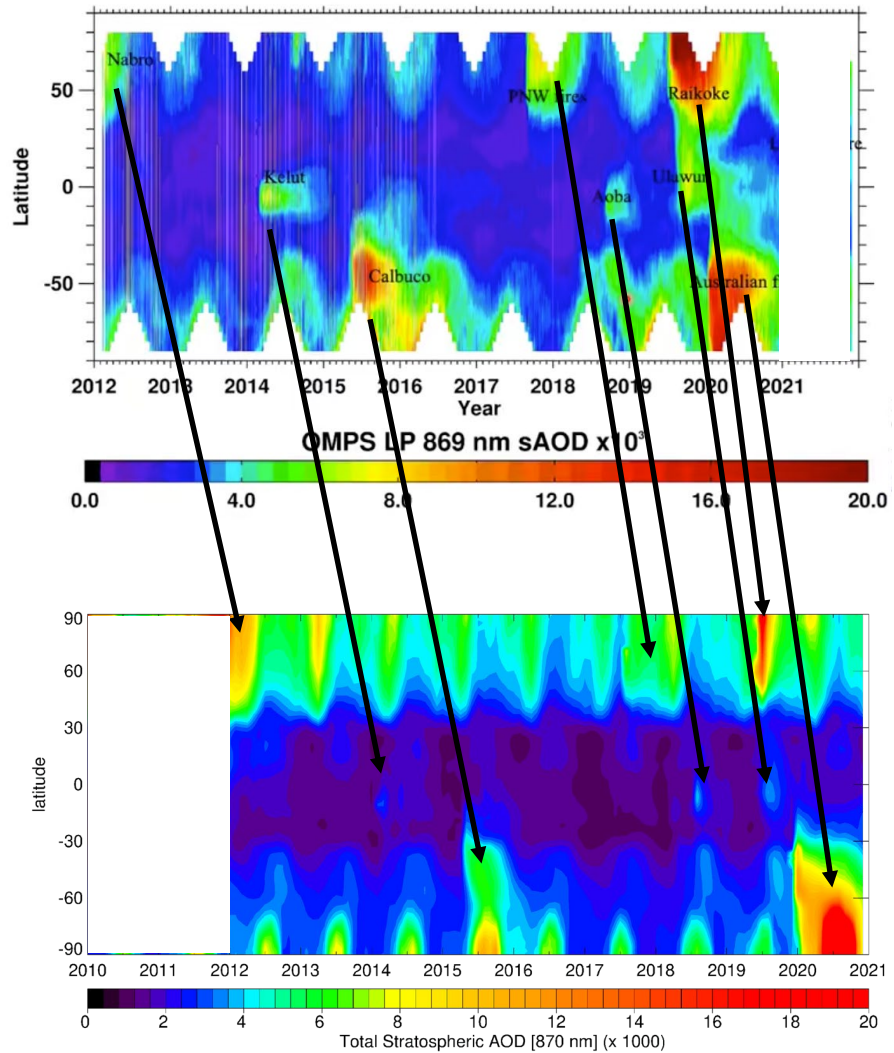 Nabro
PNW fires
Raikoke
Kelut
Aoba
Ulawun
Calbuco
Australian f
50
0
-50
Latitude
2012 2013 2014 2015 2016 2017 2018 2019 2020 2021
Year
OMPS LP 869 nm sAOD x10³
0.0 4.0 8.0 12.0 16.0 20.0
90
60
30
0
-30
-60
-90
latitude
2010 2011 2012 2013 2014 2015 2016 2017 2018 2019 2020 2021
0 2 4 6 8 10 12 14 16 18 20
Total Stratospheric AOD [870 nm] (x 1000)